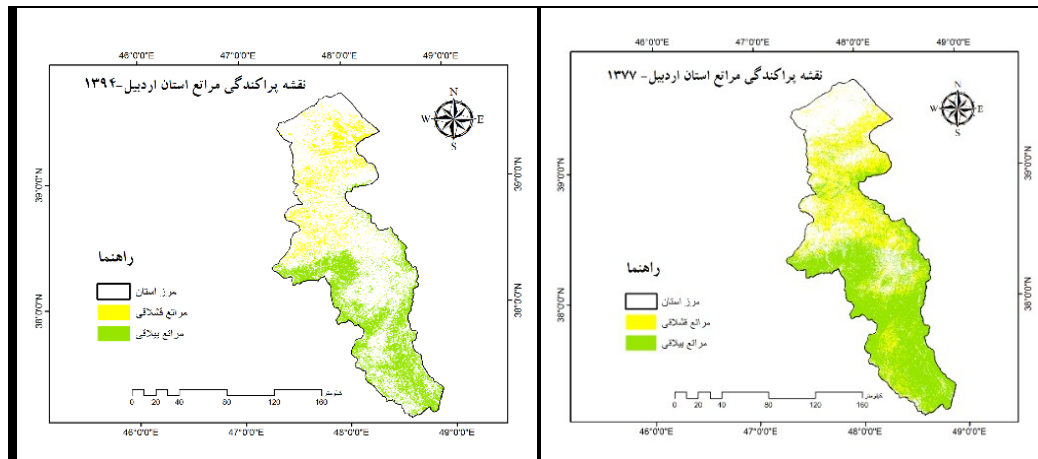 46°0'0"E 47°0'0"E 48°0'0"E 49°0'0"E
نقشه پراکندگی مراتع استان اردبیل-۱۳۷۷
N
W E
S
39°0'0"N 39°0'0"N
راهنما
مرز استان
مراتع قشلاقی
مراتع ییلاقی
38°0'0"N 38°0'0"N
کیلومتر
0 20 40 80 120 160
46°0'0"E 47°0'0"E 48°0'0"E 49°0'0"E
46°0'0"E 47°0'0"E 48°0'0"E 49°0'0"E
نقشه پراکندگی مراتع استان اردبیل-۱۳۹۴
N
W E
S
39°0'0"N 39°0'0"N
راهنما
مرز استان
مراتع قشلاقی
مراتع ییلاقی
38°0'0"N 38°0'0"N
کیلومتر
0 20 40 80 120 160
46°0'0"E 47°0'0"E 48°0'0"E 49°0'0"E